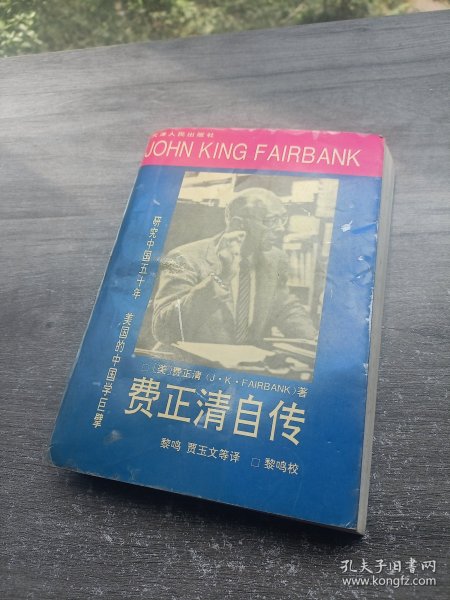 天津人民出版社
JOHN KING FAIRBANK
研究中国五十年 美国的中国学巨擘
□〔美〕费正清（J·K·FAIRBANK）著
费正清自传
黎鸣 贾玉文等译 □黎鸣校
孔夫子旧书网
www.kongfz.com